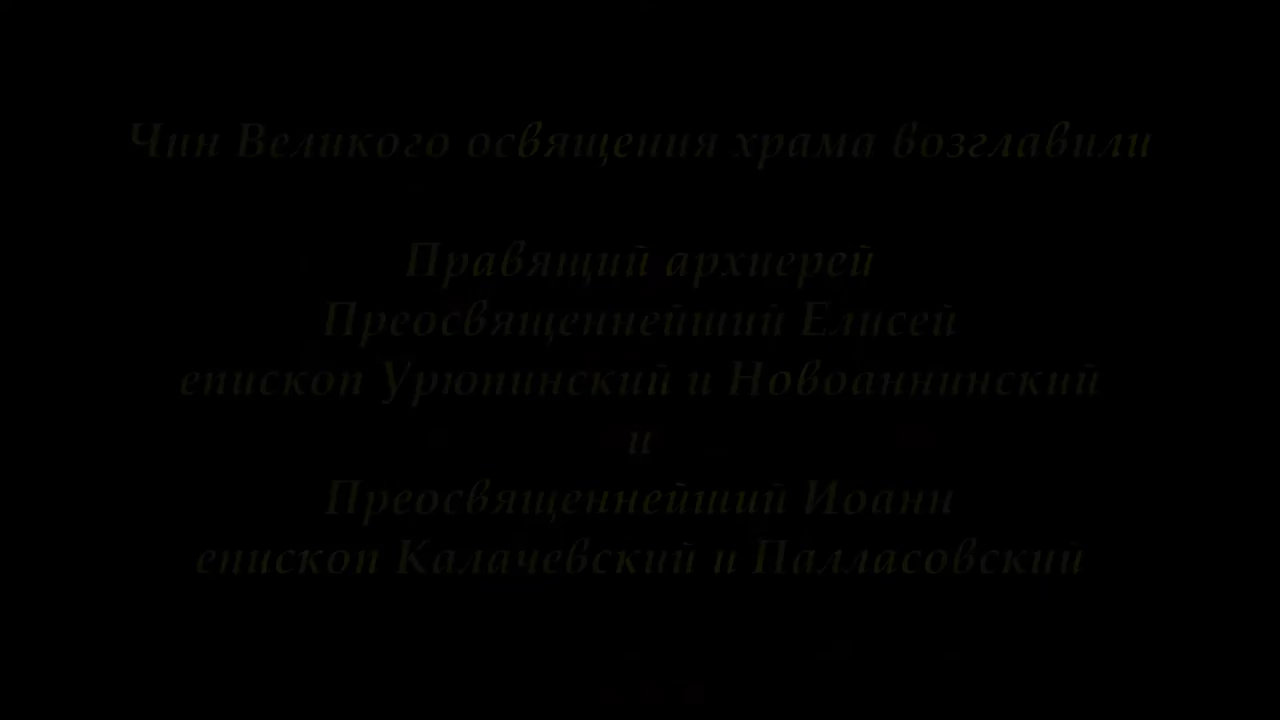 Чин Великого освящения храма возглавили
Правящий архиерей
Преосвященнейший Елисей
епископ Урюпинский и Новоаннинский
и
Преосвященнейший Иоанн
епископ Калачевский и Палласовский